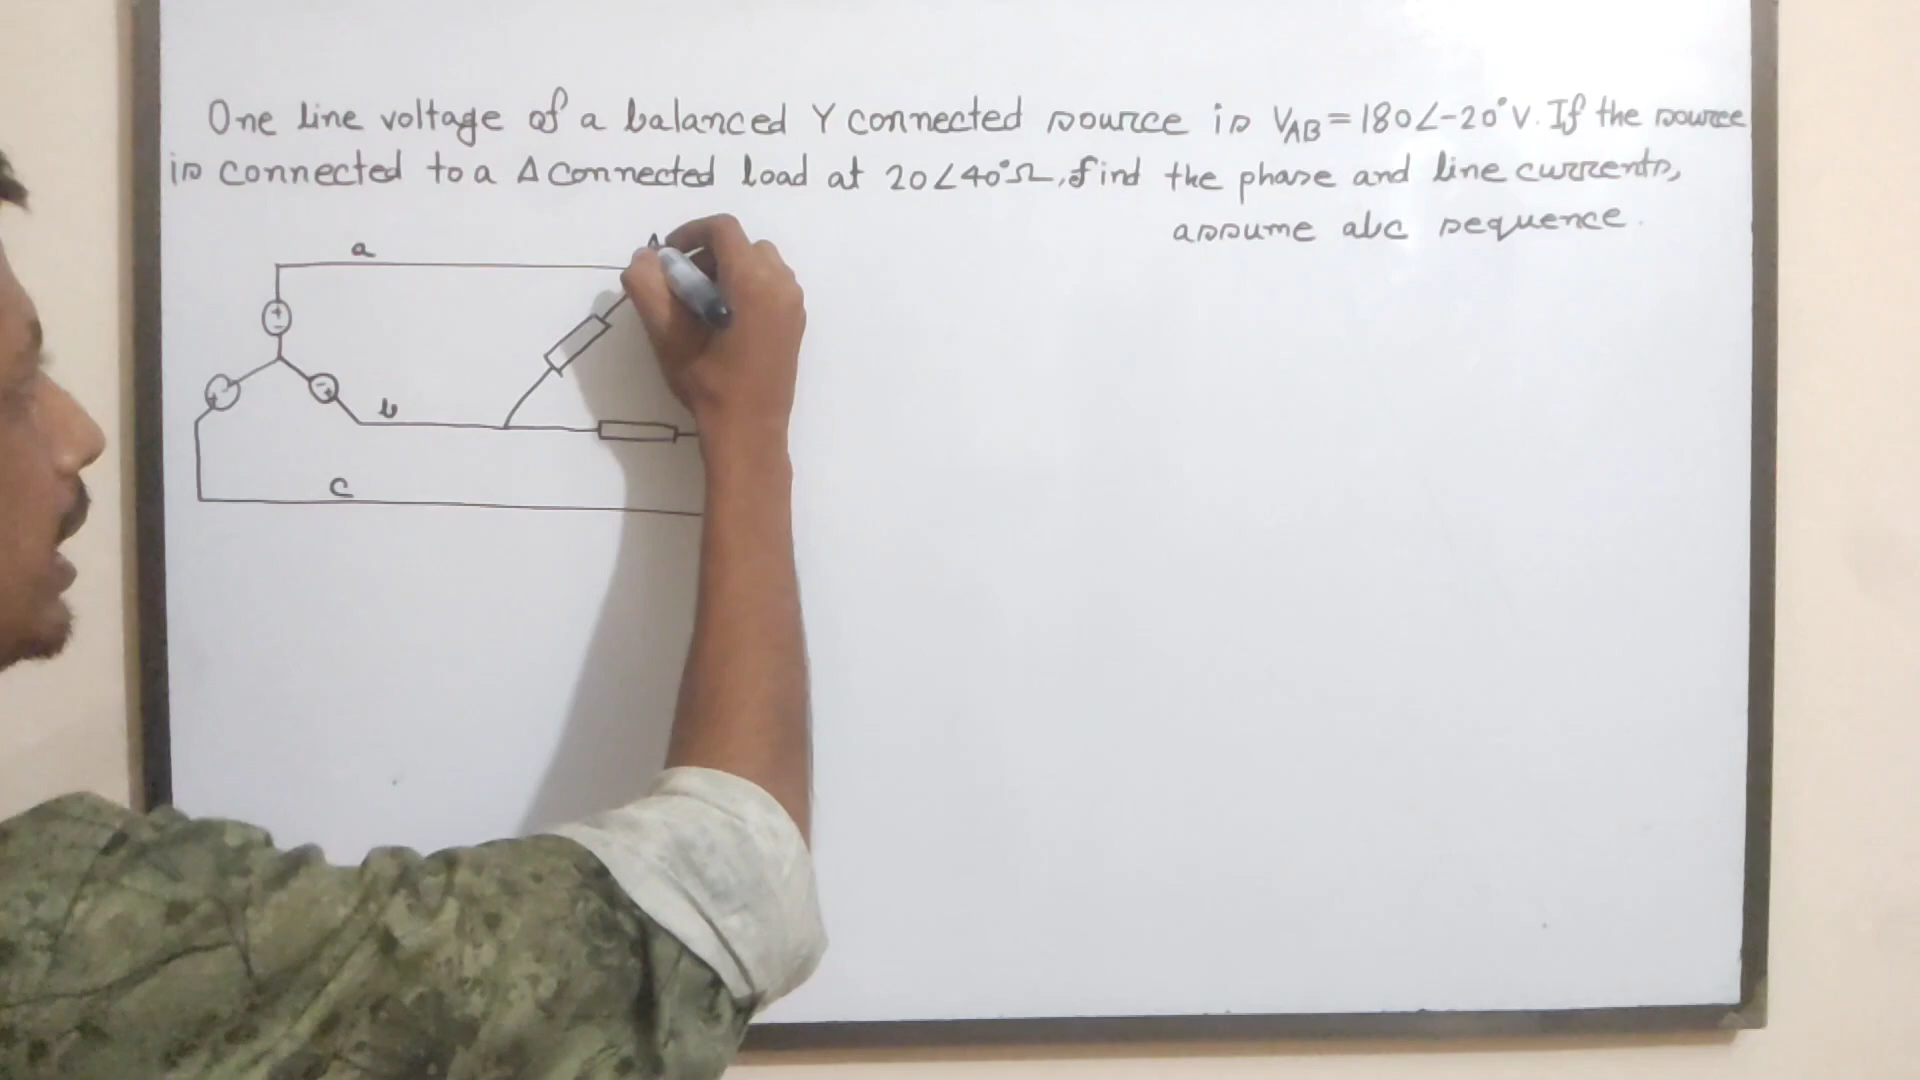 One line voltage of a balanced Y connected source is V_AB = 180∠-20°V. If the source
is connected to a Δ connected load at 20∠40°Ω, find the phase and line currents,
assume abc sequence.
a
A
+
-
- +
+
b
c